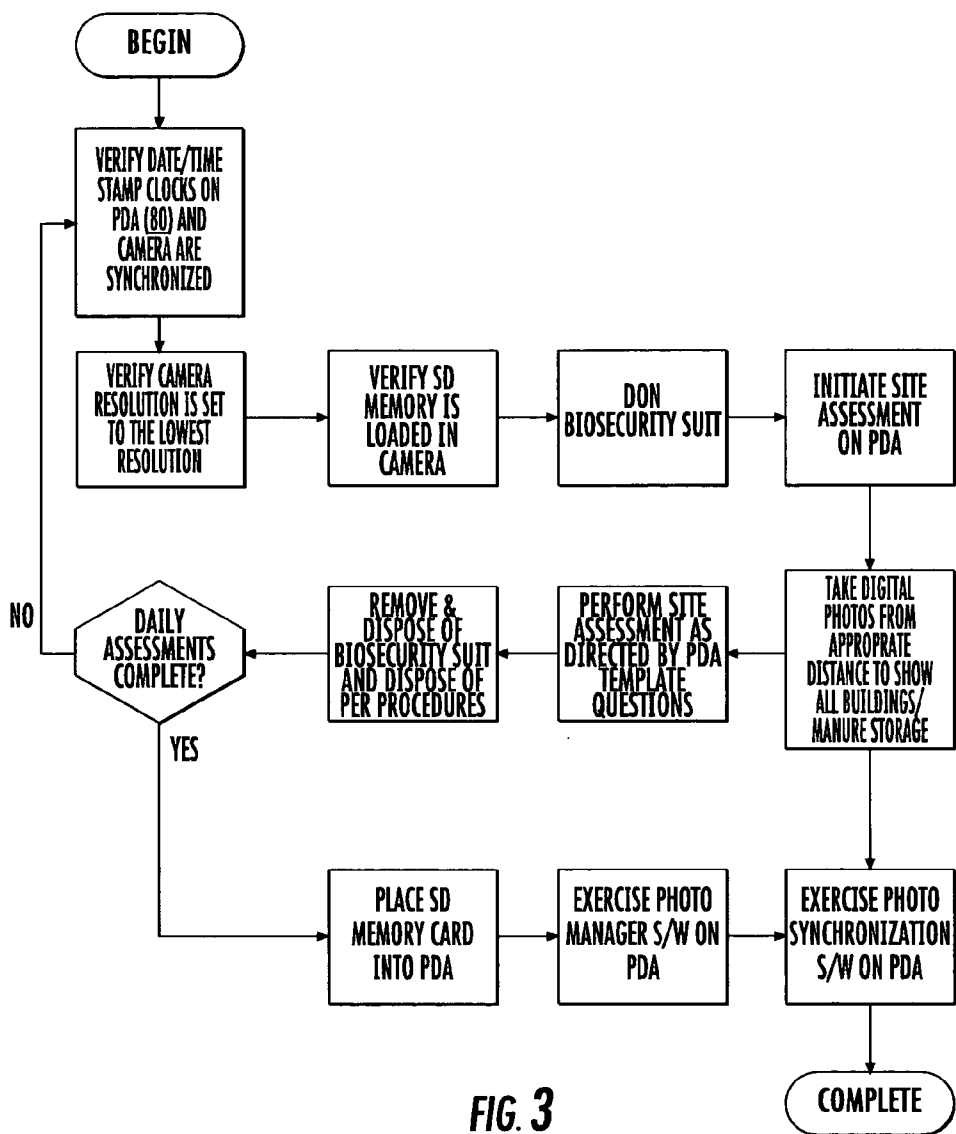 BEGIN
VERIFY DATE/TIME
STAMP CLOCKS ON
PDA (80) AND
CAMERA ARE
SYNCHRONIZED
VERIFY CAMERA
RESOLUTION IS SET
TO THE LOWEST
RESOLUTION
VERIFY SD
MEMORY IS
LOADED IN
CAMERA
DON
BIOSECURITY SUIT
INITIATE SITE
ASSESSMENT
ON PDA
TAKE DIGITAL
PHOTOS FROM
APPROPRATE
DISTANCE TO SHOW
ALL BUILDINGS/
MANURE STORAGE
PERFORM SITE
ASSESSMENT AS
DIRECTED BY PDA
TEMPLATE
QUESTIONS
REMOVE &
DISPOSE OF
BIOSECURITY SUIT
AND DISPOSE OF
PER PROCEDURES
DAILY
ASSESSMENTS
COMPLETE?
NO
YES
PLACE SD
MEMORY CARD
INTO PDA
EXERCISE PHOTO
MANAGER S/W ON
PDA
EXERCISE PHOTO
SYNCHRONIZATION
S/W ON PDA
COMPLETE
FIG. 3